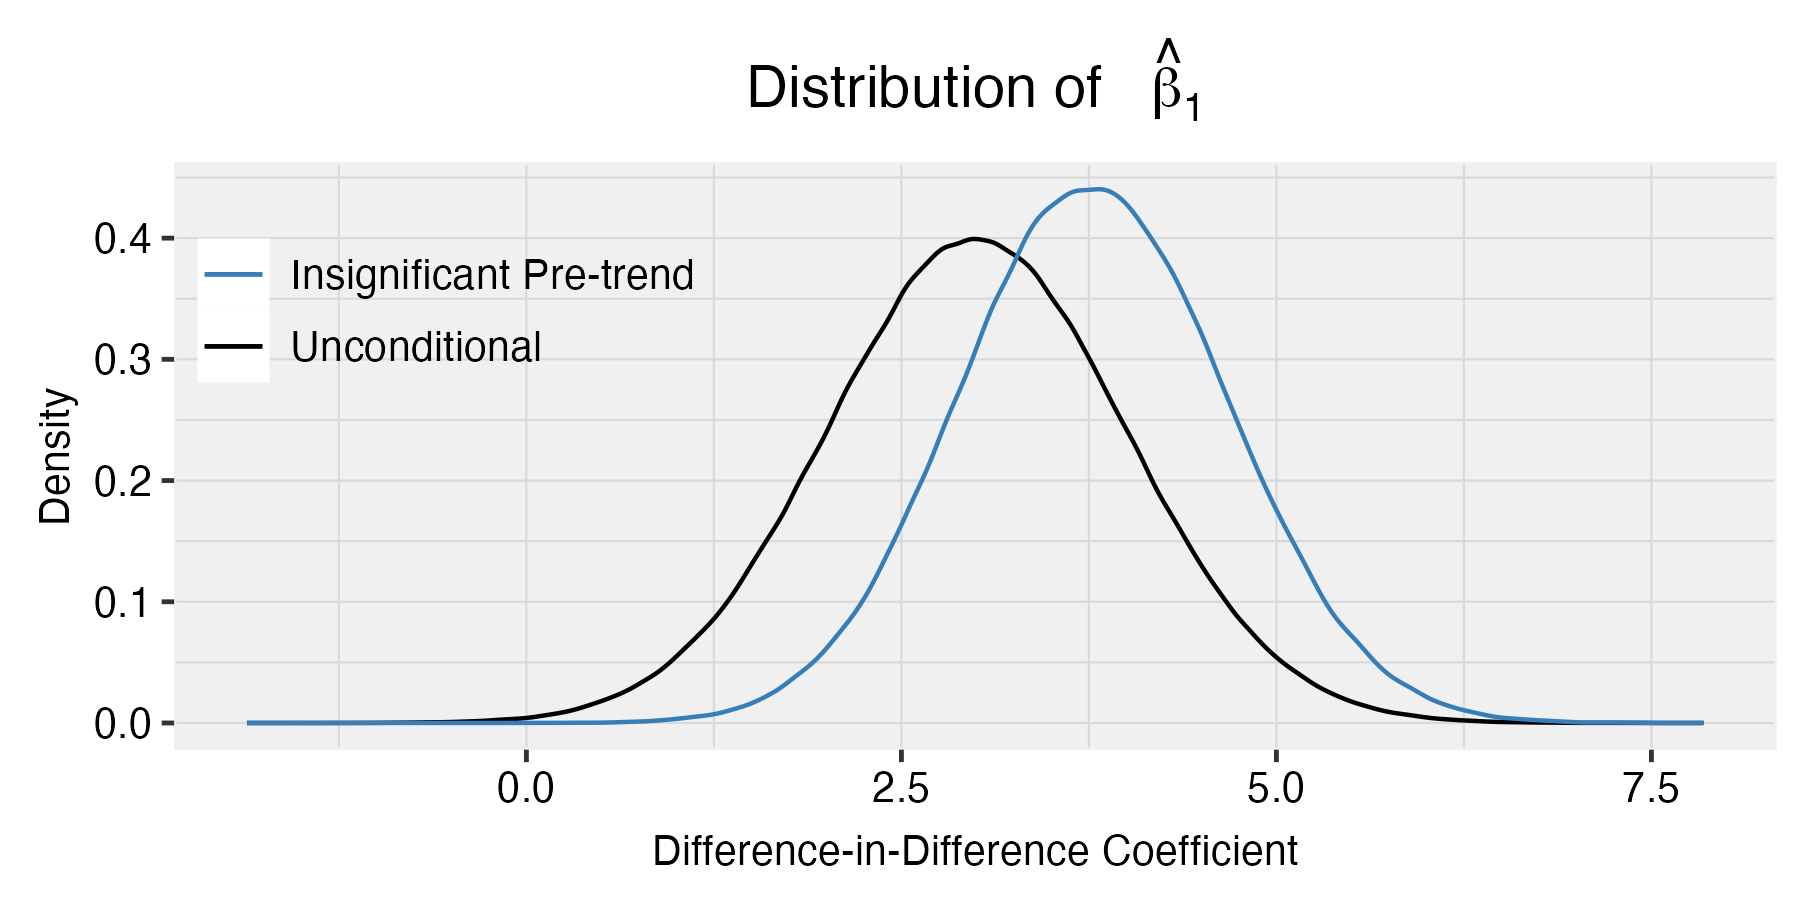 Distribution of β̂₁
Insignificant Pre-trend
Unconditional
Density
0.4
0.3
0.2
0.1
0.0
0.0 2.5 5.0 7.5
Difference-in-Difference Coefficient